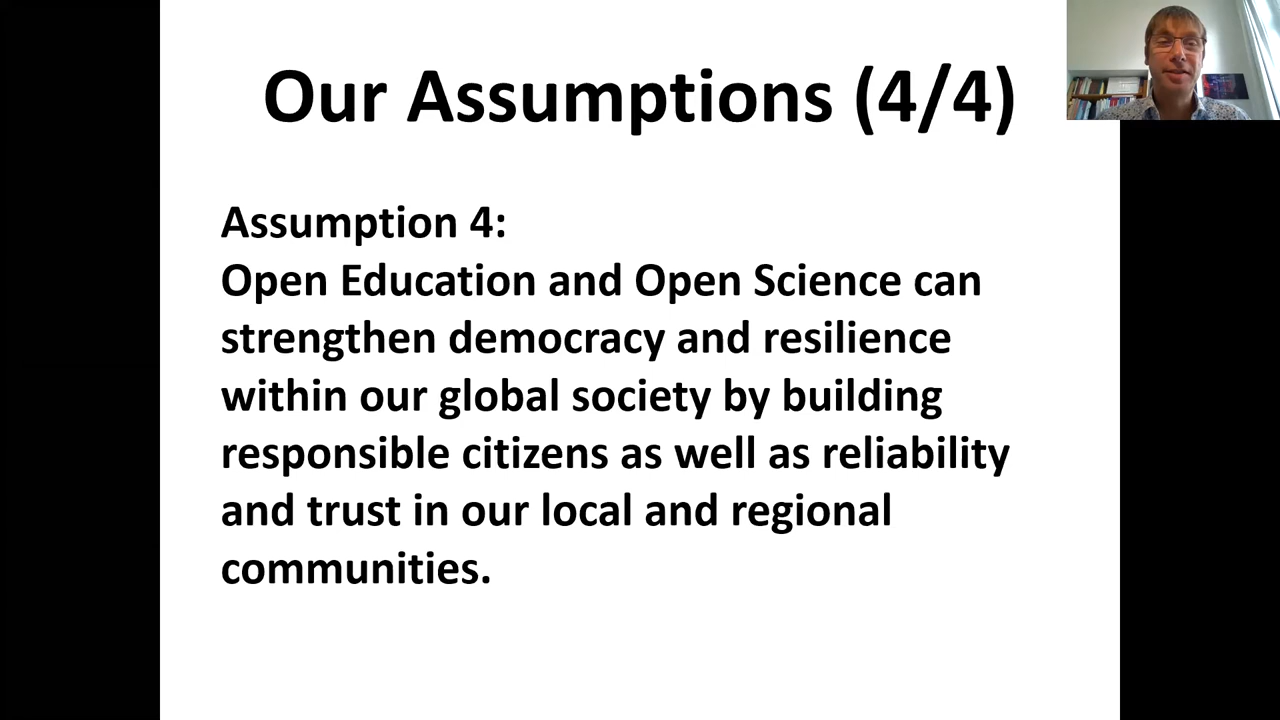 Our Assumptions (4/4)
Assumption 4:
Open Education and Open Science can
strengthen democracy and resilience
within our global society by building
responsible citizens as well as reliability
and trust in our local and regional
communities.